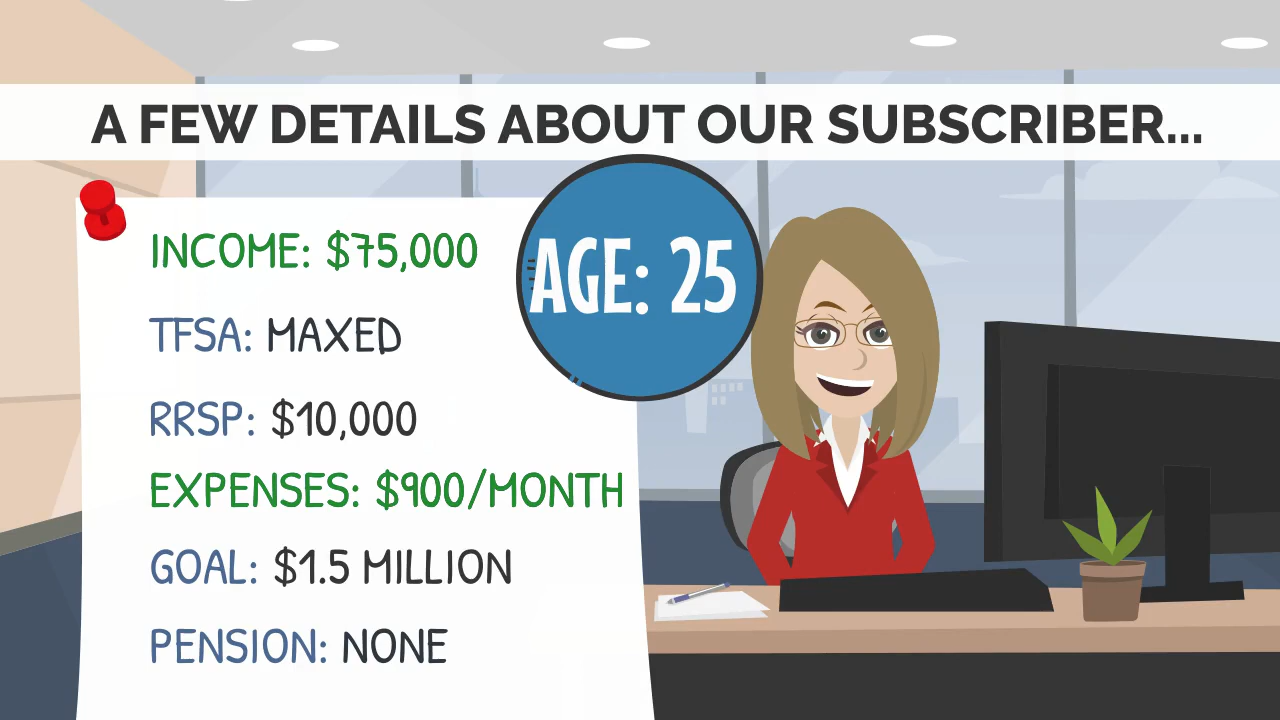 A FEW DETAILS ABOUT OUR SUBSCRIBER...
INCOME: $75,000
AGE: 25
TFSA: MAXED
RRSP: $10,000
EXPENSES: $900/MONTH
GOAL: $1.5 MILLION
PENSION: NONE